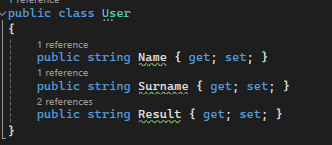 1 reference
public class User
{
1 reference
public string Name { get; set; }
1 reference
public string Surname { get; set; }
2 references
public string Result { get; set; }
}